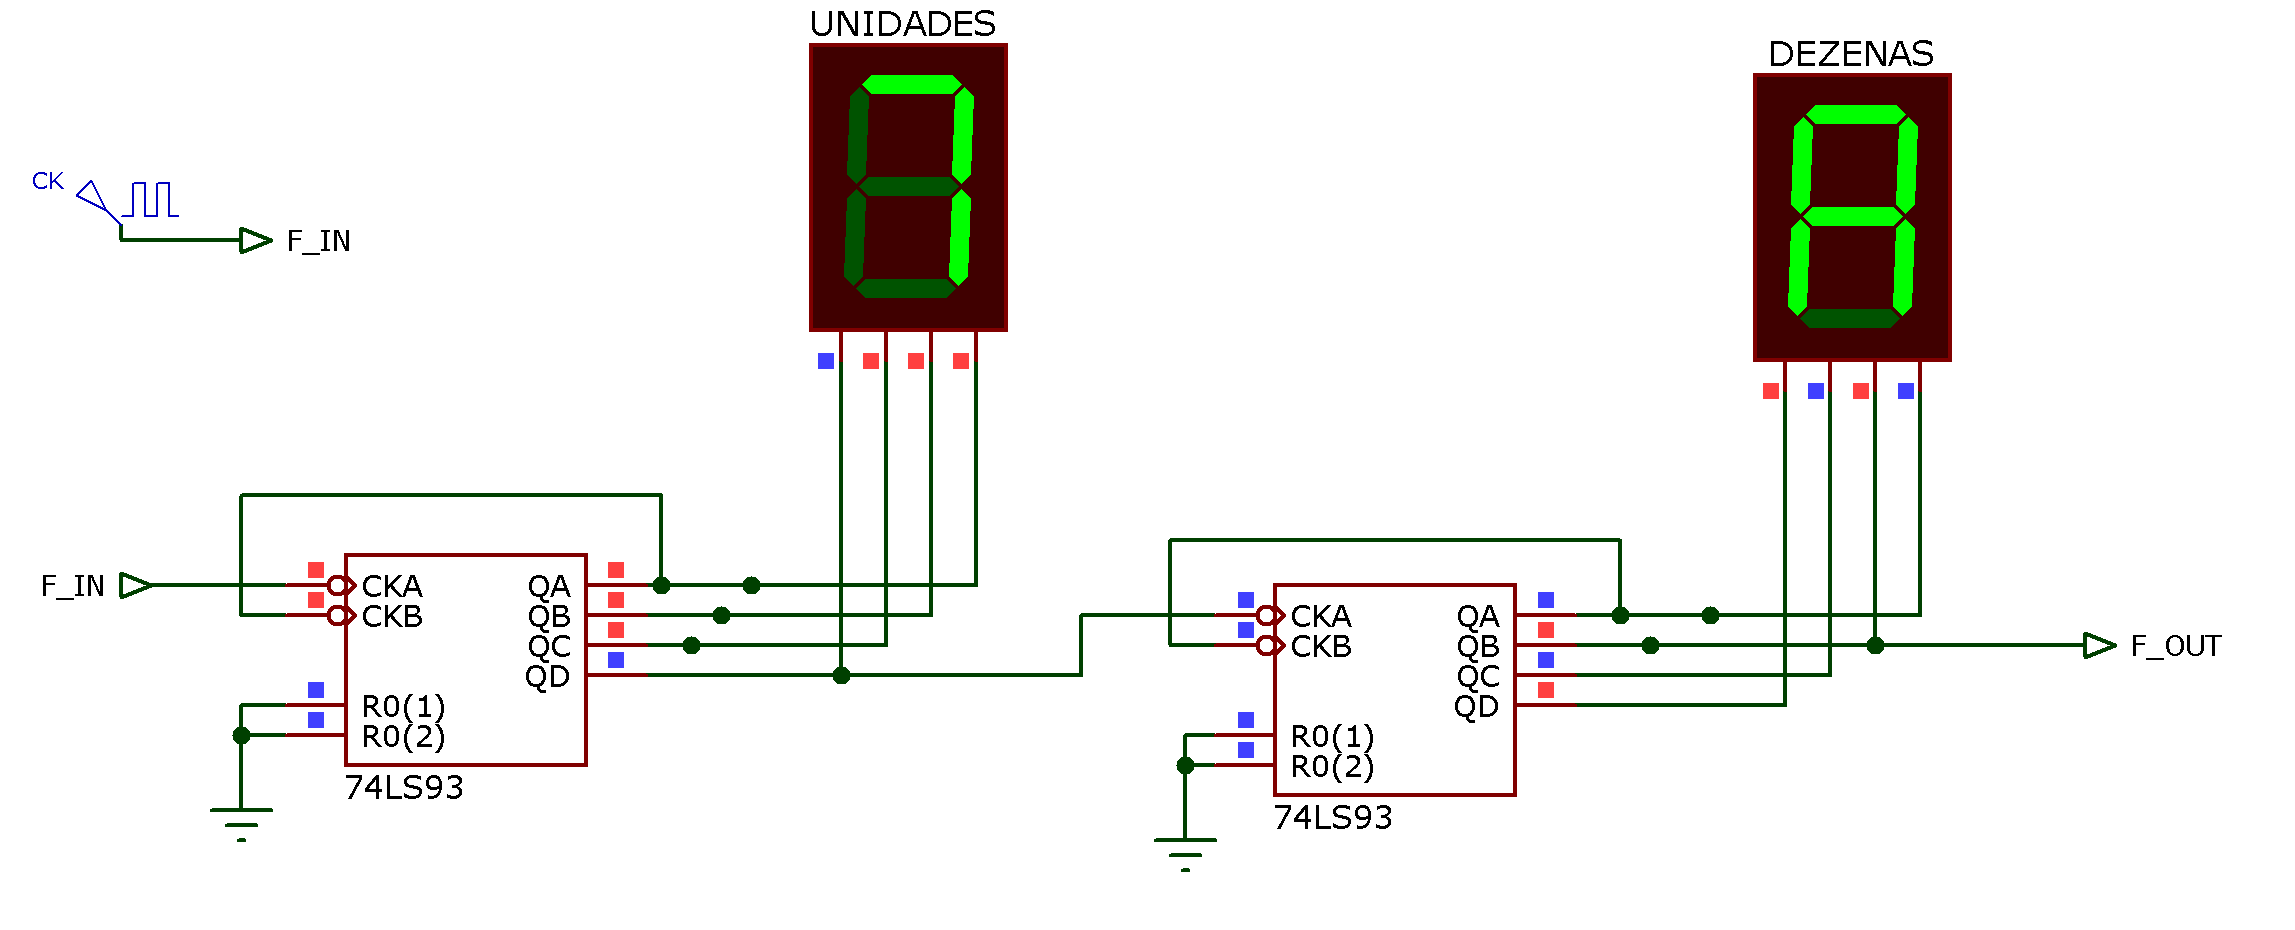 UNIDADES
DEZENAS
7
A
CK
F_IN
F_IN
CKA
CKB
QA
QB
QC
QD
R0(1)
R0(2)
74LS93
CKA
CKB
QA
QB
QC
QD
R0(1)
R0(2)
74LS93
F_OUT